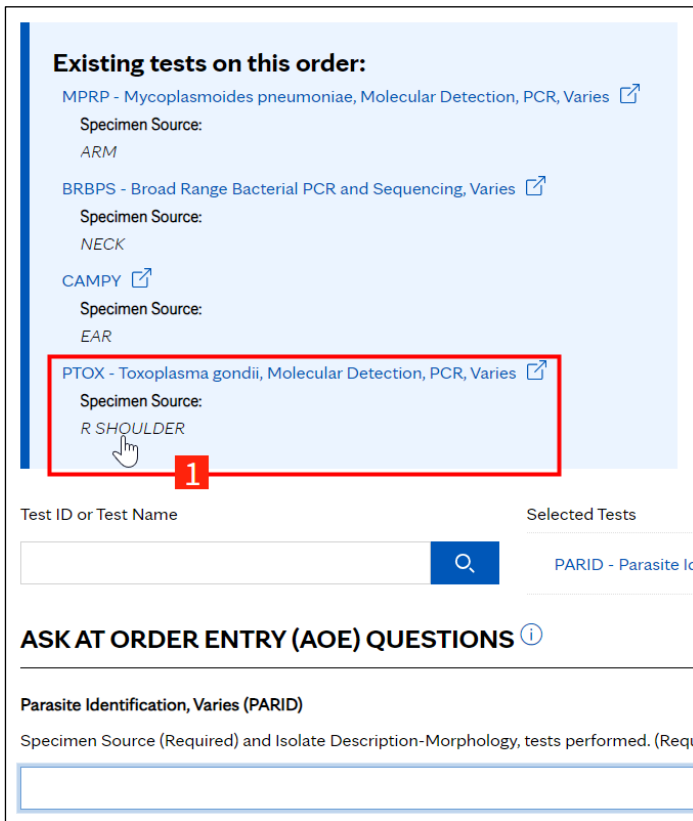 Existing tests on this order:
MPRP - Mycoplasmoides pneumoniae, Molecular Detection, PCR, Varies
Specimen Source:
ARM
BRBPS - Broad Range Bacterial PCR and Sequencing, Varies
Specimen Source:
NECK
CAMPY
Specimen Source:
EAR
PTOX - Toxoplasma gondii, Molecular Detection, PCR, Varies
Specimen Source:
R SHOULDER
1
Test ID or Test Name
Selected Tests
PARID - Parasite
ASK AT ORDER ENTRY (AOE) QUESTIONS
Parasite Identification, Varies (PARID)
Specimen Source (Required) and Isolate Description-Morphology, tests performed.